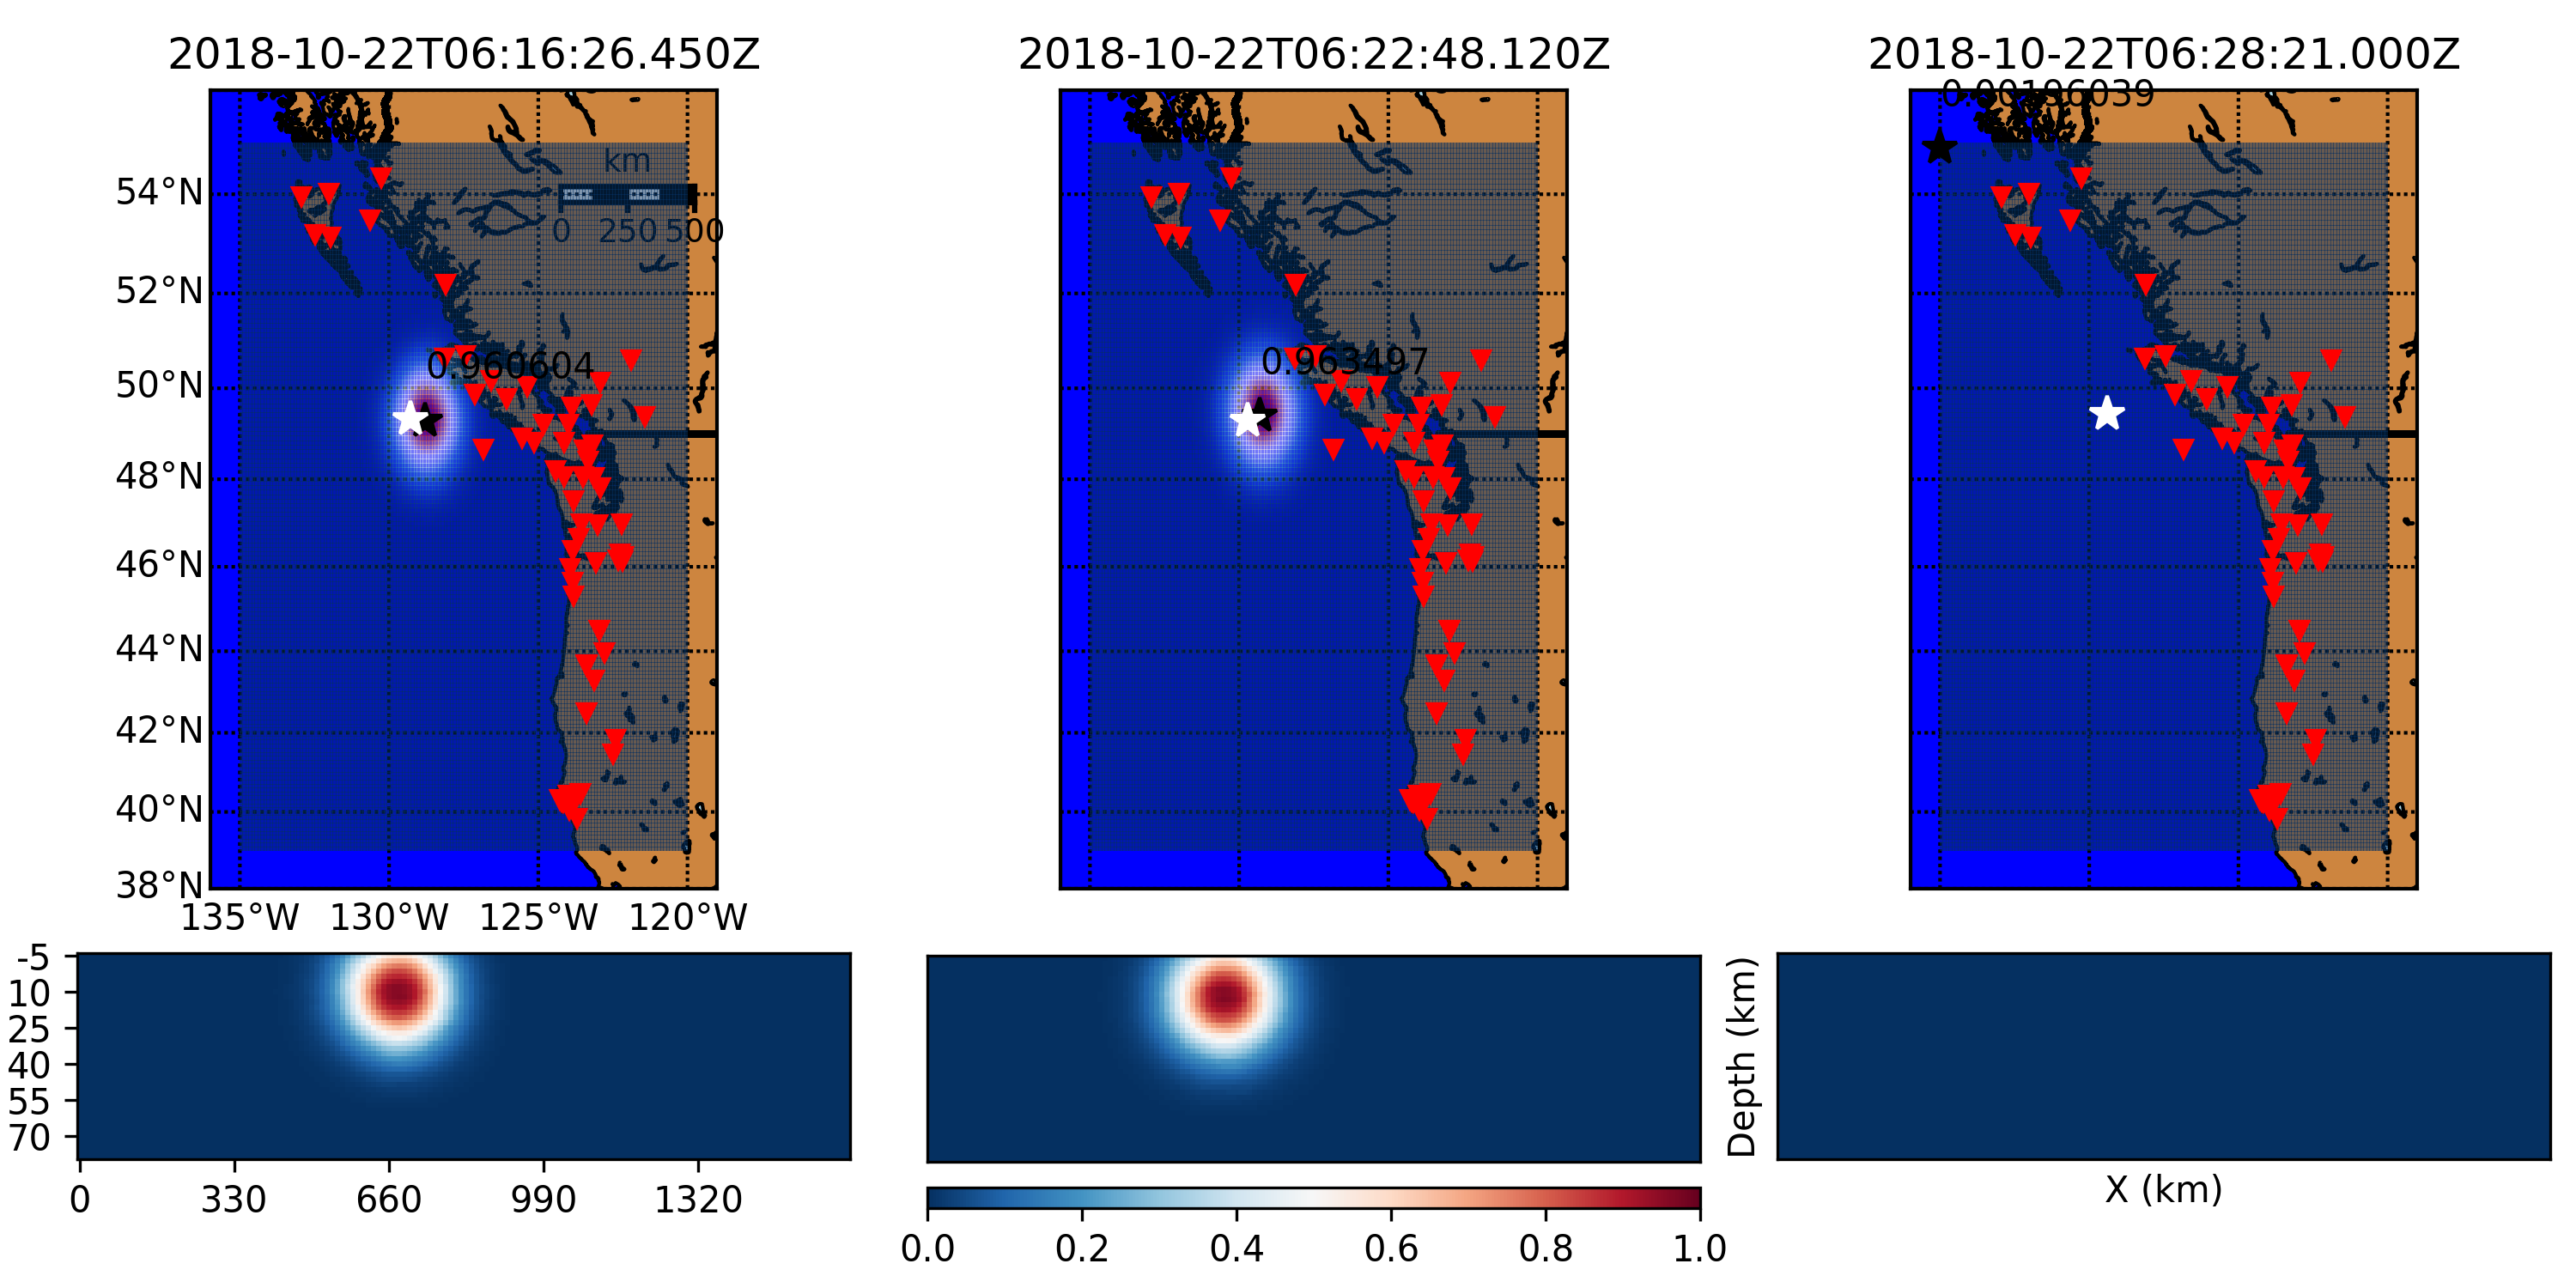 2018-10-22T06:16:26.450Z
2018-10-22T06:22:48.120Z
2018-10-22T06:28:21.000Z
0.00196039
km
0 250 500
54°N
52°N
50°N
48°N
46°N
44°N
42°N
40°N
38°N
135°W 130°W 125°W 120°W
0.960604
0.963497
-5
10
25
40
55
70
0 330 660 990 1320
0.0 0.2 0.4 0.6 0.8 1.0
Depth (km)
X (km)